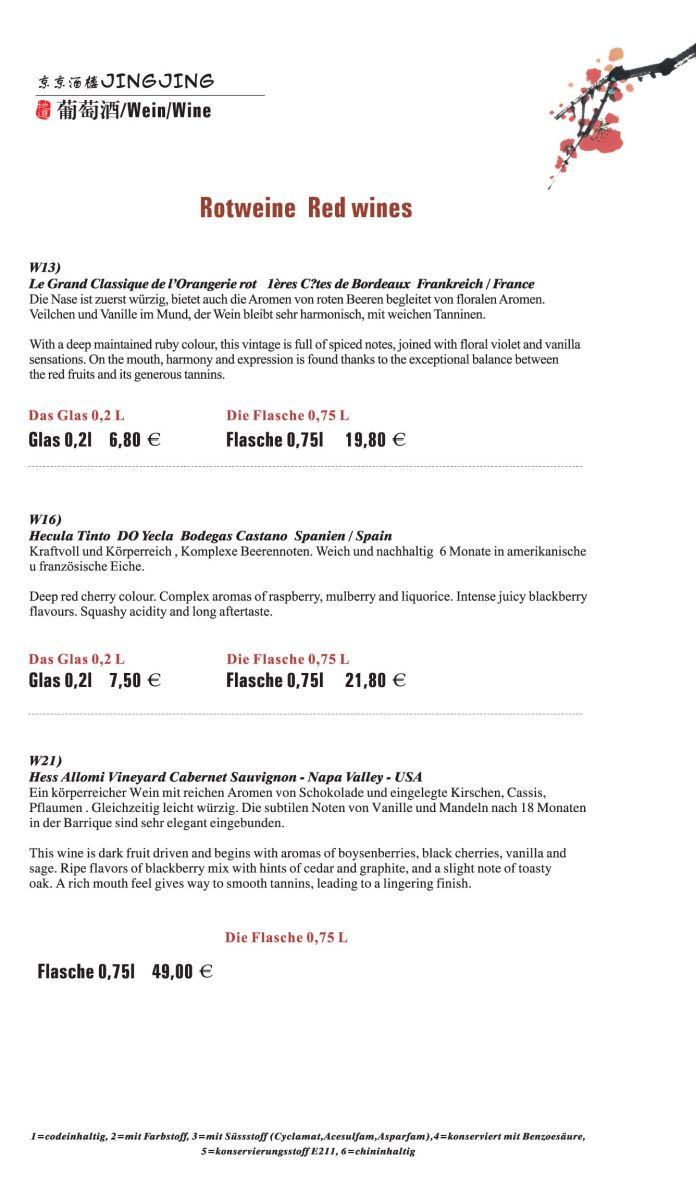 京京酒楼JINGJING
地道 葡萄酒/Wein/Wine
Rotweine Red wines
W13)
Le Grand Classique de l’Orangerie rot 1ères C?tes de Bordeaux Frankreich / France
Die Nase ist zuerst würzig, bietet auch die Aromen von roten Beeren begleitet von floralen Aromen.
Veilchen und Vanille im Mund, der Wein bleibt sehr harmonisch, mit weichen Tanninen.
With a deep maintained ruby colour, this vintage is full of spiced notes, joined with floral violet and vanilla
sensations. On the mouth, harmony and expression is found thanks to the exceptional balance between
the red fruits and its generous tannins.
Das Glas 0,2 L Die Flasche 0,75 L
Glas 0,2l 6,80 € Flasche 0,75l 19,80 €
W16)
Hecula Tinto DO Yecla Bodegas Castano Spanien / Spain
Kraftvoll und Körperreich , Komplexe Beerennoten. Weich und nachhaltig 6 Monate in amerikanische
u französische Eiche.
Deep red cherry colour. Complex aromas of raspberry, mulberry and liquorice. Intense juicy blackberry
flavours. Squashy acidity and long aftertaste.
Das Glas 0,2 L Die Flasche 0,75 L
Glas 0,2l 7,50 € Flasche 0,75l 21,80 €
W21)
Hess Allomi Vineyard Cabernet Sauvignon - Napa Valley - USA
Ein körperreicher Wein mit reichen Aromen von Schokolade und eingelegte Kirschen, Cassis,
Pflaumen . Gleichzeitig leicht würzig. Die subtilen Noten von Vanille und Mandeln nach 18 Monaten
in der Barrique sind sehr elegant eingebunden.
This wine is dark fruit driven and begins with aromas of boysenberries, black cherries, vanilla and
sage. Ripe flavors of blackberry mix with hints of cedar and graphite, and a slight note of toasty
oak. A rich mouth feel gives way to smooth tannins, leading to a lingering finish.
Die Flasche 0,75 L
Flasche 0,75l 49,00 €
1=codeinhaltig, 2=mit Farbstoff, 3=mit Süssstoff (Cyclamat,Acesulfam,Asparfam),4=konserviert mit Benzoesäure,
5=konservierungsstoff E211, 6=chininhaltig